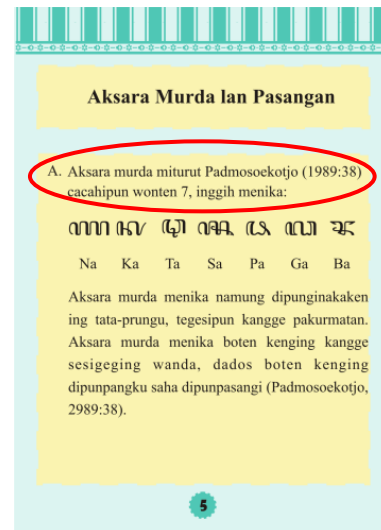 Aksara Murda lan Pasangan
A. Aksara murda miturut Padmosoekotjo (1989:38)
cacahipun wonten 7, inggih menika:
ꦟ ꦑ ꦡ ꦯ ꦦ ꦓ ꦨ
Na Ka Ta Sa Pa Ga Ba
Aksara murda menika namung dipunginakaken
ing tata-prungu, tegesipun kangge pakurmatan.
Aksara murda menika boten kenging kangge
sesigeging wanda, dados boten kenging
dipunpangku saha dipunpasangi (Padmosoekotjo,
2989:38).
5